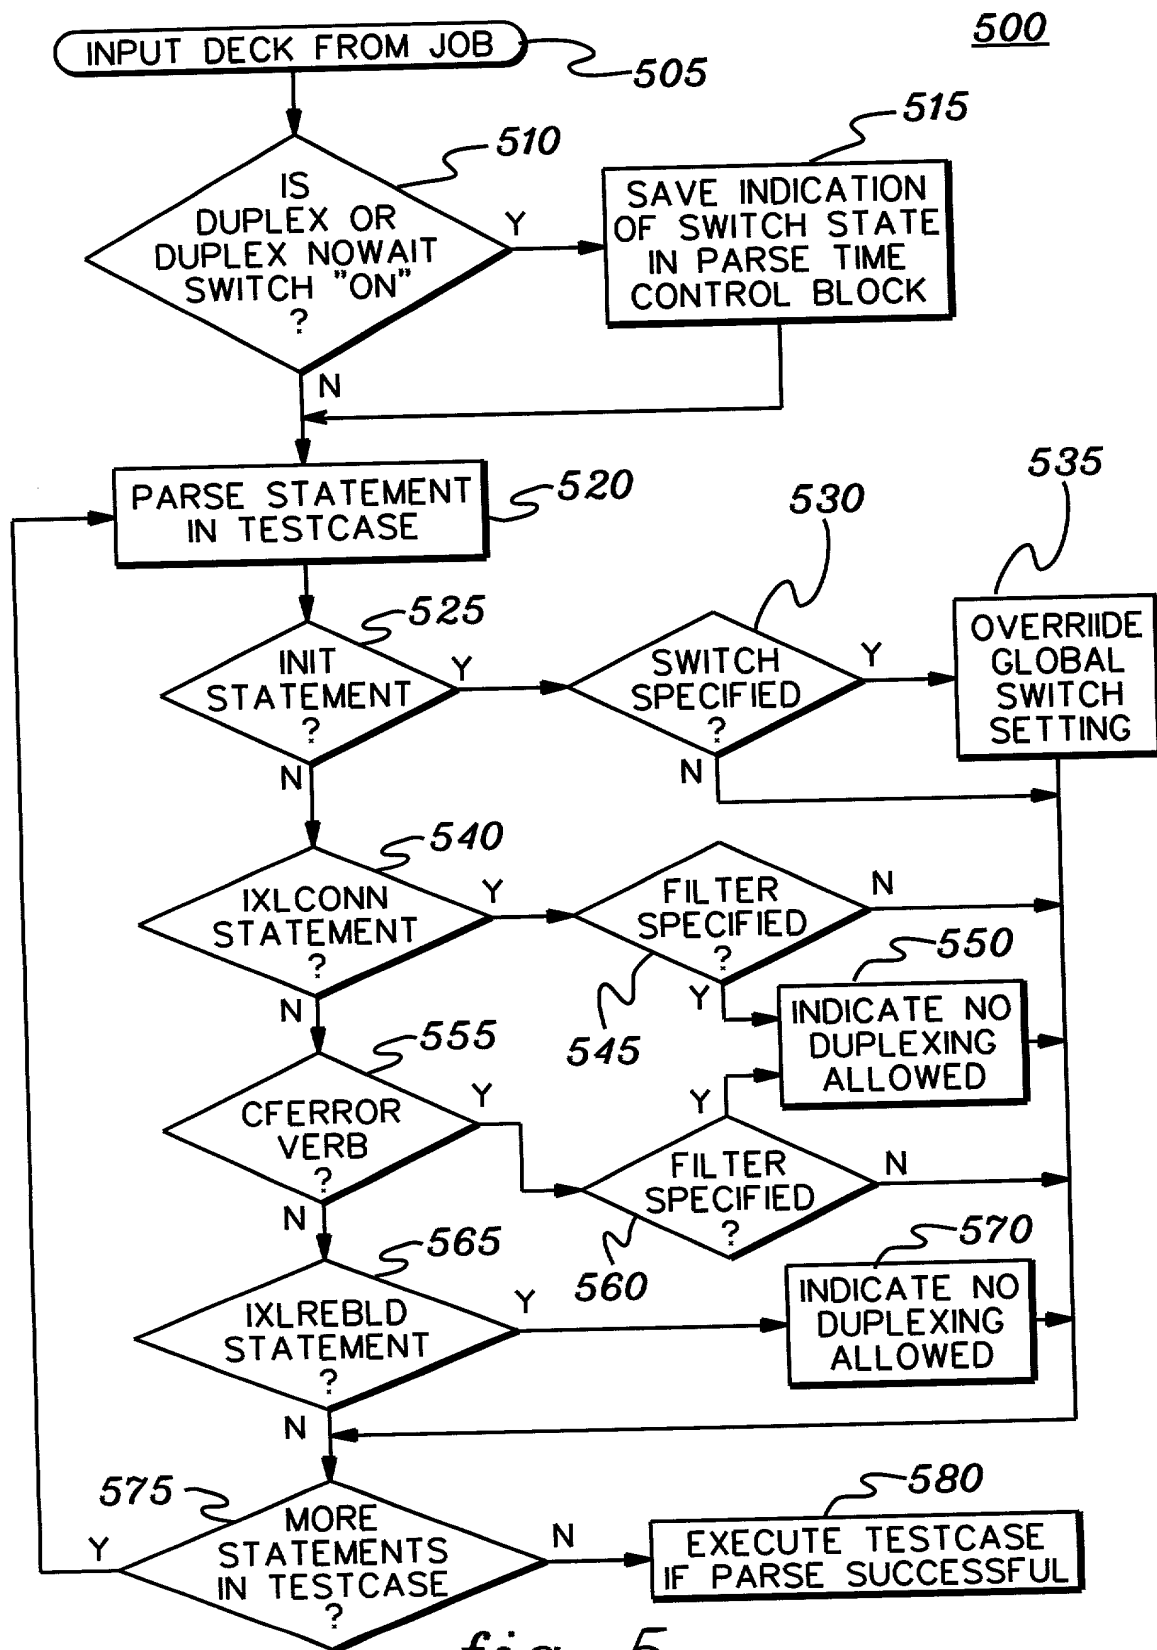 500
INPUT DECK FROM JOB
505
510
515
IS
DUPLEX OR
DUPLEX NOWAIT
SWITCH "ON"
?
Y
SAVE INDICATION
OF SWITCH STATE
IN PARSE TIME
CONTROL BLOCK
N
PARSE STATEMENT
IN TESTCASE
520
530
535
525
INIT
STATEMENT
?
Y
SWITCH
SPECIFIED
?
Y
OVERRIIDE
GLOBAL
SWITCH
SETTING
N
N
540
IXLCONN
STATEMENT
?
Y
FILTER
SPECIFIED
?
N
550
N
545
Y
INDICATE NO
DUPLEXING
ALLOWED
555
CFERROR
VERB
?
Y
Y
FILTER
SPECIFIED
?
N
N
565
560
570
IXLREBLD
STATEMENT
?
Y
INDICATE NO
DUPLEXING
ALLOWED
N
575
MORE
STATEMENTS
IN TESTCASE
?
Y
N
580
EXECUTE TESTCASE
IF PARSE SUCCESSFUL
fig. 5